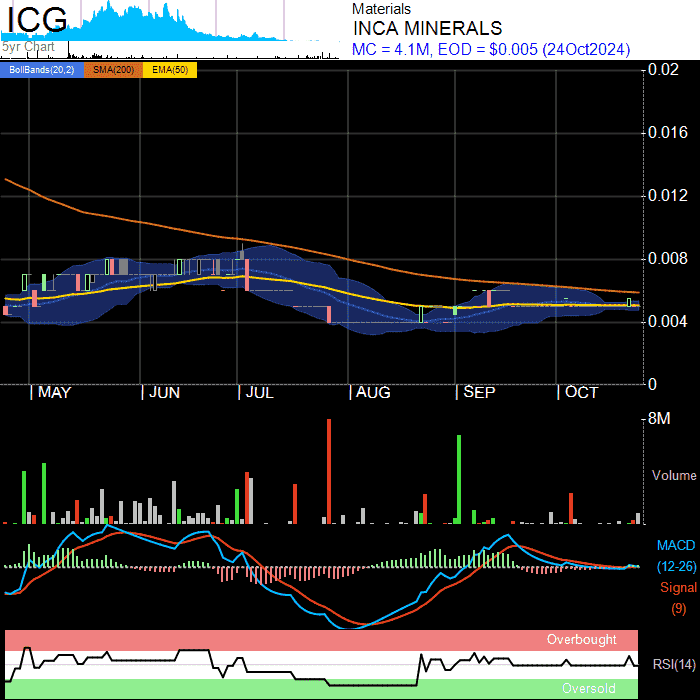 ICG
5yr Chart
Materials
INCA MINERALS
MC = 4.1M, EOD = $0.005 (24Oct2024)
BollBands(20,2) SMA(200) EMA(50)
0.02
0.016
0.012
0.008
0.004
0
MAY JUN JUL AUG SEP OCT
8M
Volume
MACD
(12-26)
Signal
(9)
Overbought
RSI(14)
Oversold